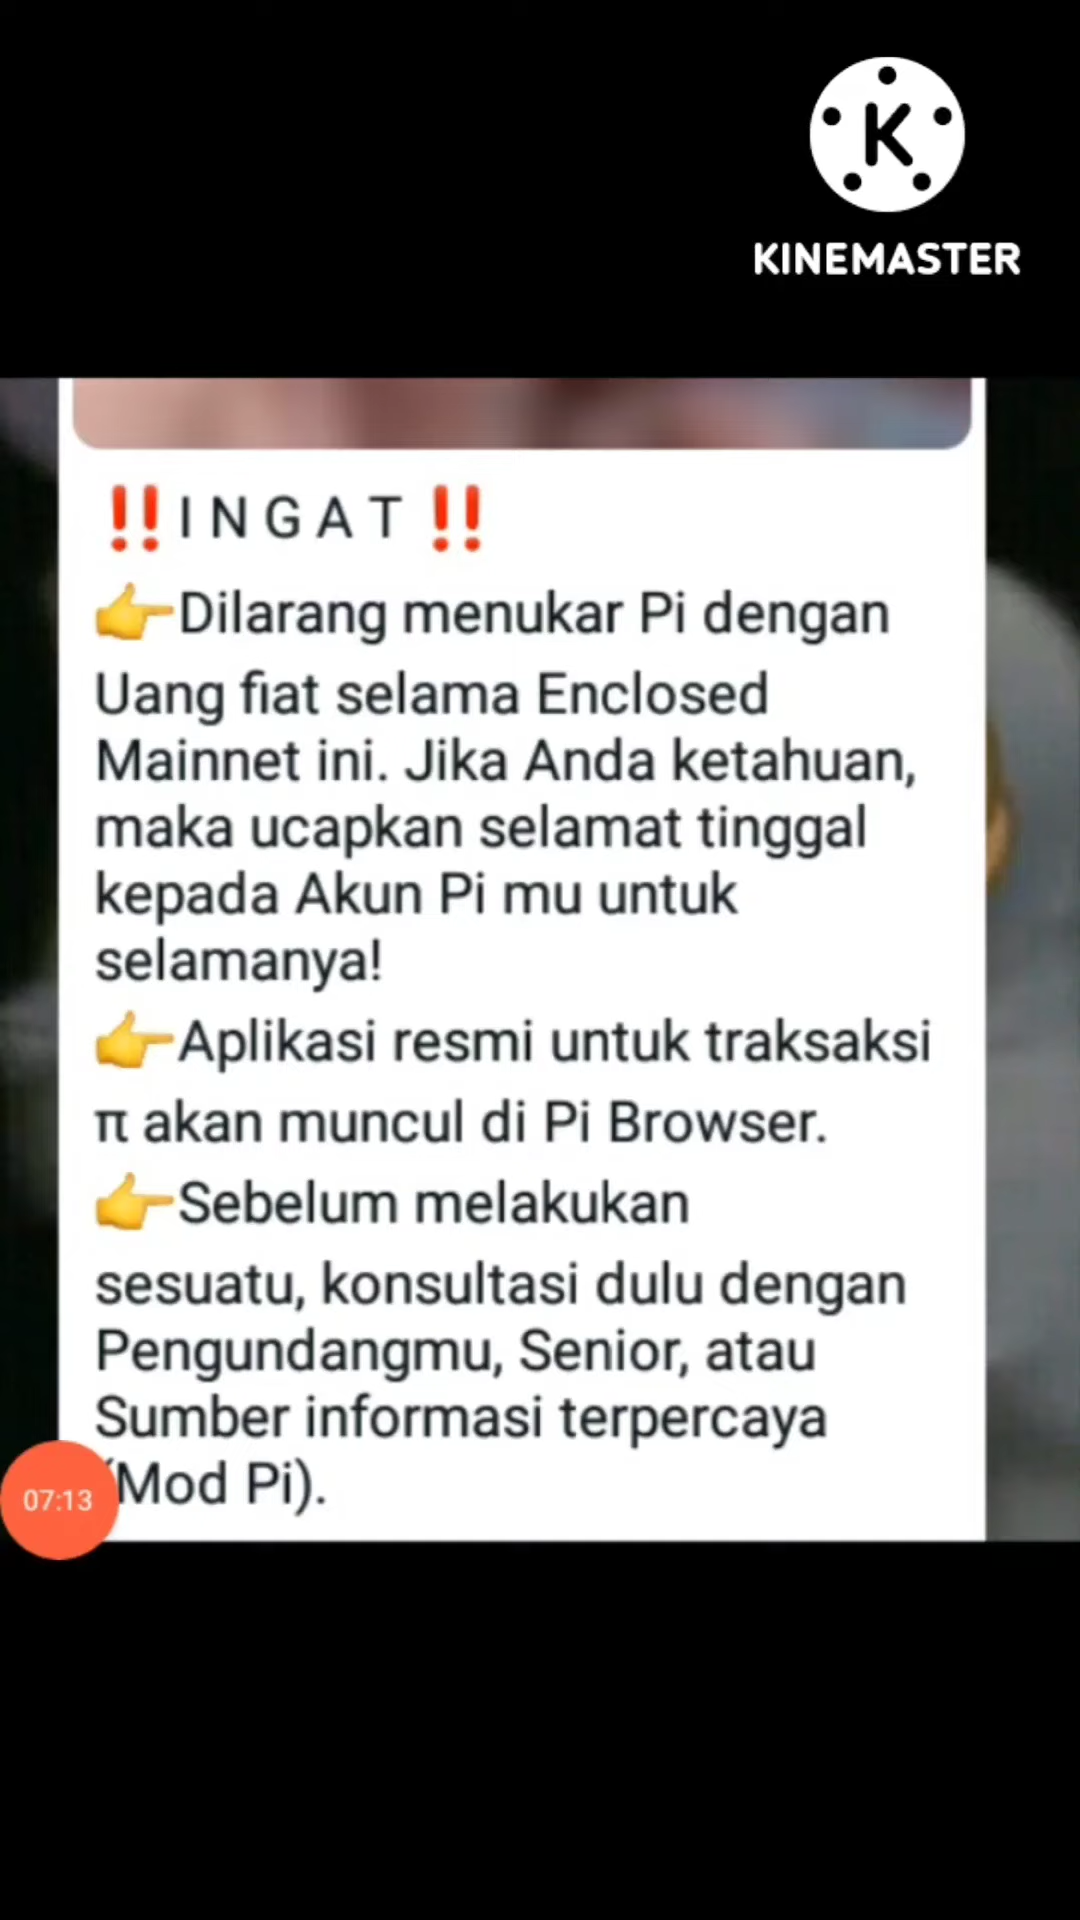 K
KINEMASTER
‼️I N G A T‼️
👉Dilarang menukar Pi dengan
Uang fiat selama Enclosed
Mainnet ini. Jika Anda ketahuan,
maka ucapkan selamat tinggal
kepada Akun Pi mu untuk
selamanya!
👉Aplikasi resmi untuk traksaksi
π akan muncul di Pi Browser.
👉Sebelum melakukan
sesuatu, konsultasi dulu dengan
Pengundangmu, Senior, atau
Sumber informasi terpercaya
(Mod Pi).
07:13